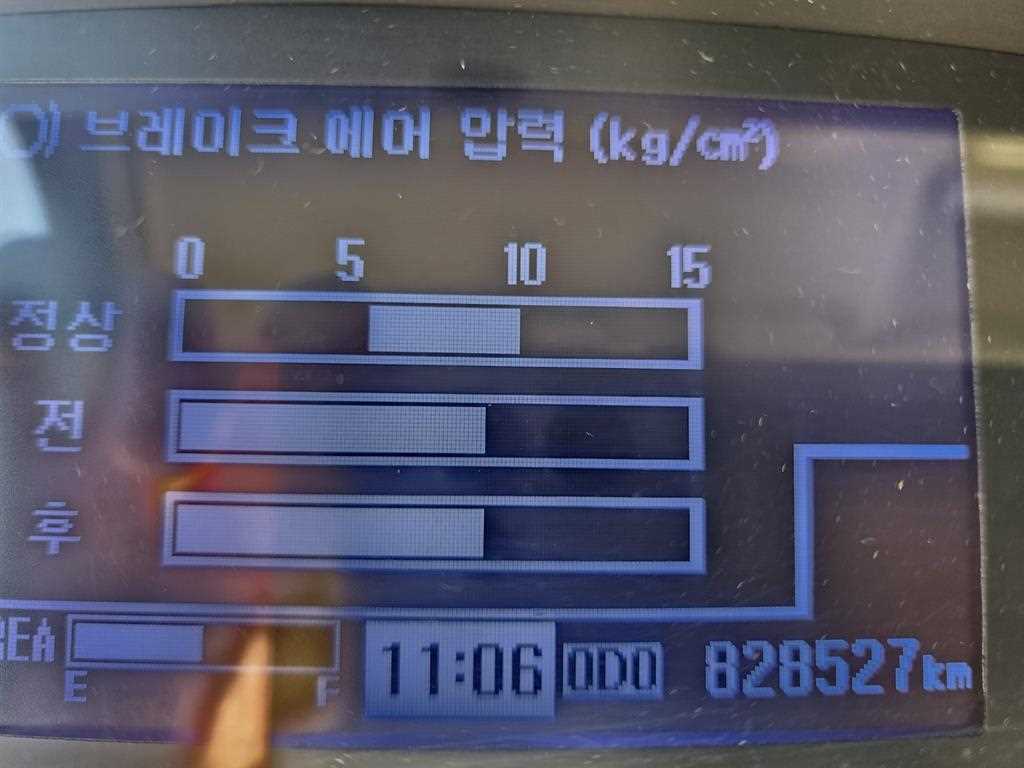 브레이크 에어 압력 (kg/cm²)
0 5 10 15
정상
전
후
REA
E F
11:06 ODO 828527km